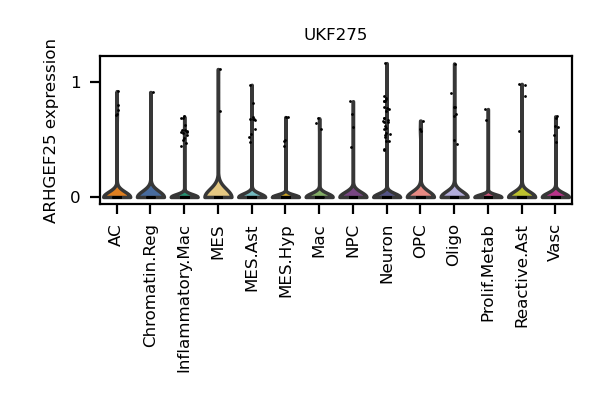 UKF275
ARHGEF25 expression
1
0
AC
Chromatin.Reg
Inflammatory.Mac
MES
MES.Ast
MES.Hyp
Mac
NPC
Neuron
OPC
Oligo
Prolif.Metab
Reactive.Ast
Vasc